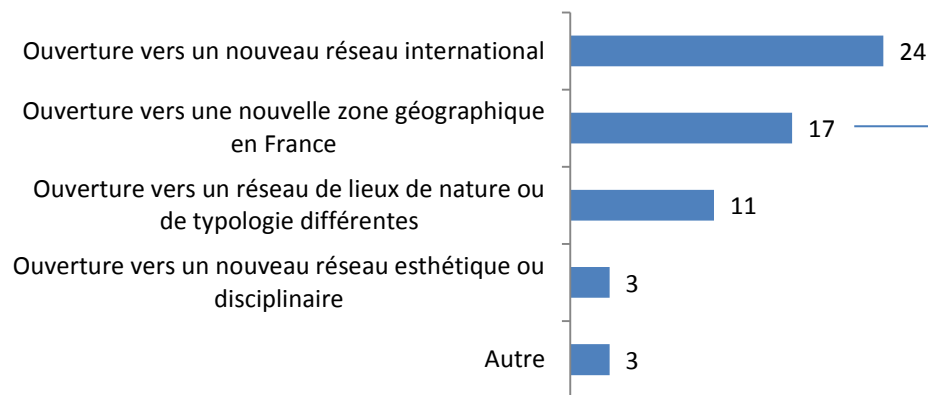 Ouverture vers un nouveau réseau international
24
Ouverture vers une nouvelle zone géographique
en France
17
Ouverture vers un réseau de lieux de nature ou
de typologie différentes
11
Ouverture vers un nouveau réseau esthétique ou
disciplinaire
3
Autre
3